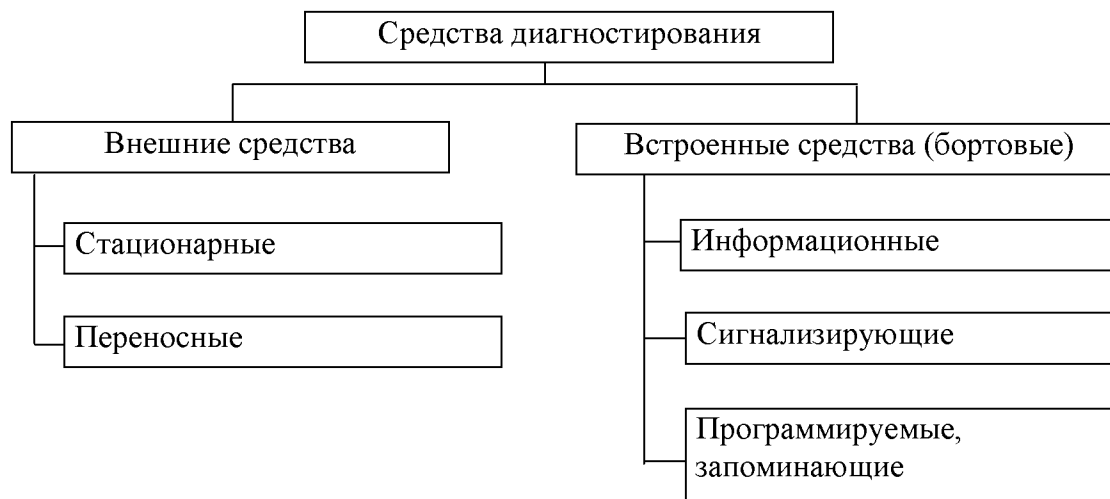 Средства диагностирования
Внешние средства
Встроенные средства (бортовые)
Стационарные
Переносные
Информационные
Сигнализирующие
Программируемые,
запоминающие